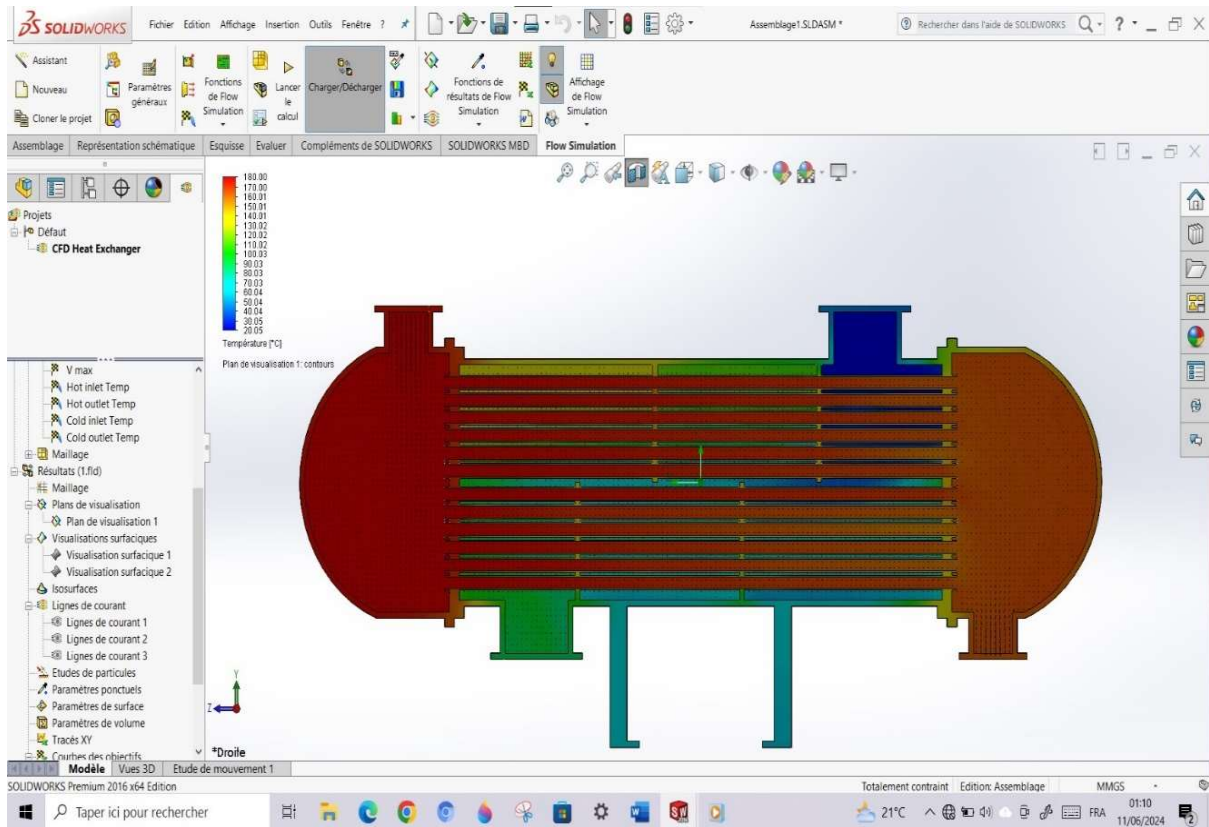 SOLIDWORKS
Fichier Edition Affichage Insertion Outils Fenêtre ?
Assemblage1.SLDASM *
Rechercher dans l'aide de SOLIDWORKS
Assistant
Nouveau
Cloner le projet
Paramètres
généraux
Fonctions
de Flow
Simulation
Lancer
le
calcul
Charger/Décharger
Fonctions de
résultats de Flow
Simulation
Affichage
de Flow
Simulation
Assemblage Représentation schématique Esquisse Evaluer Compléments de SOLIDWORKS SOLIDWORKS MBD Flow Simulation
Projets
Défaut
CFD Heat Exchanger
V max
Hot inlet Temp
Hot outlet Temp
Cold inlet Temp
Cold outlet Temp
Maillage
Résultats (1.fld)
Maillage
Plans de visualisation
Plan de visualisation 1
Visualisations surfaciques
Visualisation surfacique 1
Visualisation surfacique 2
Isosurfaces
Lignes de courant
Lignes de courant 1
Lignes de courant 2
Lignes de courant 3
Etudes de particules
Paramètres ponctuels
Paramètres de surface
Paramètres de volume
Tracés XY
Courbes des objectifs
180.00
170.00
160.01
150.01
140.01
130.02
120.02
110.02
100.03
90.03
80.03
70.03
60.04
50.04
40.04
30.05
20.05
Température [°C]
Plan de visualisation 1: contours
Y
Z
*Droite
Modèle Vues 3D Etude de mouvement 1
SOLIDWORKS Premium 2016 x64 Edition
Totalement contraint Edition: Assemblage MMGS
Taper ici pour rechercher
21°C
FRA
01:10
11/06/2024
2